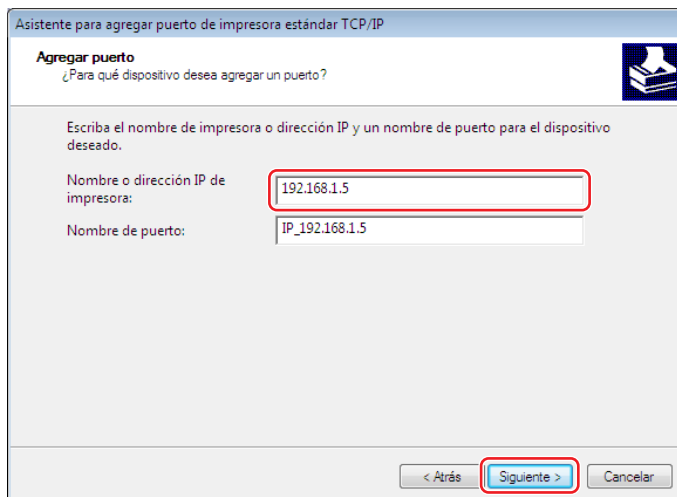 Asistente para agregar puerto de impresora estándar TCP/IP
Agregar puerto
¿Para qué dispositivo desea agregar un puerto?
Escriba el nombre de impresora o dirección IP y un nombre de puerto para el dispositivo
deseado.
Nombre o dirección IP de
impresora:
192.168.1.5
Nombre de puerto:
IP_192.168.1.5
< Atrás
Siguiente >
Cancelar